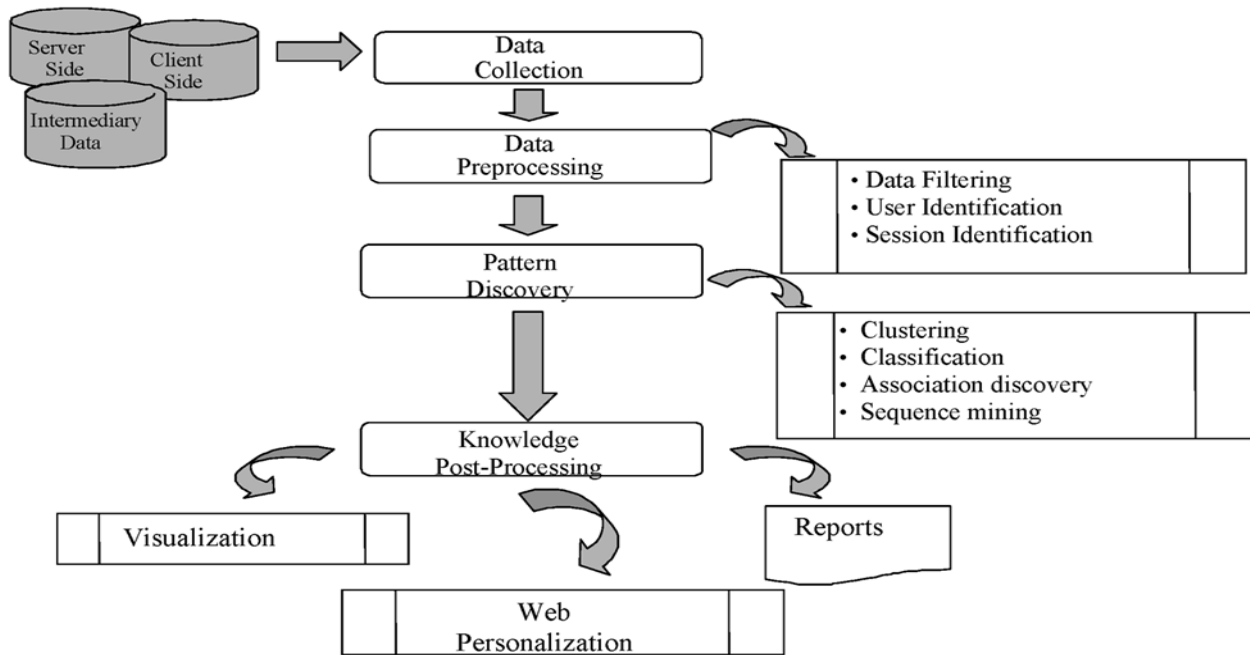 Server
Side
Client
Side
Intermediary
Data
Data
Collection
Data
Preprocessing
• Data Filtering
• User Identification
• Session Identification
Pattern
Discovery
• Clustering
• Classification
• Association discovery
• Sequence mining
Knowledge
Post-Processing
Visualization
Web
Personalization
Reports